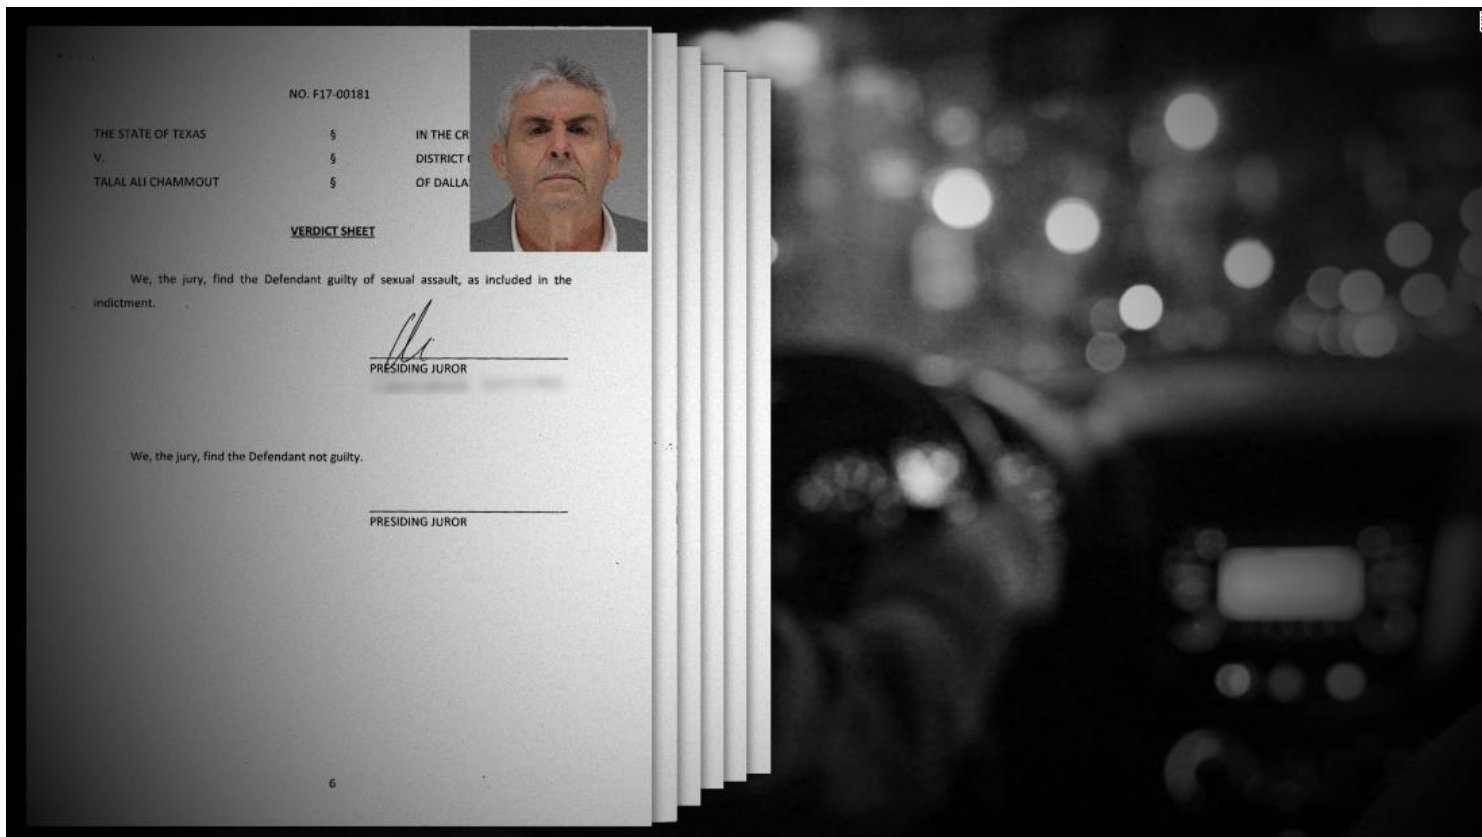 NO. F17-00181
THE STATE OF TEXAS § IN THE CR
V. § DISTRICT
TALAL ALI CHAMMOUT § OF DALLA
VERDICT SHEET
We, the jury, find the Defendant guilty of sexual assault, as included in the
indictment.
PRESIDING JUROR
We, the jury, find the Defendant not guilty.
PRESIDING JUROR
6